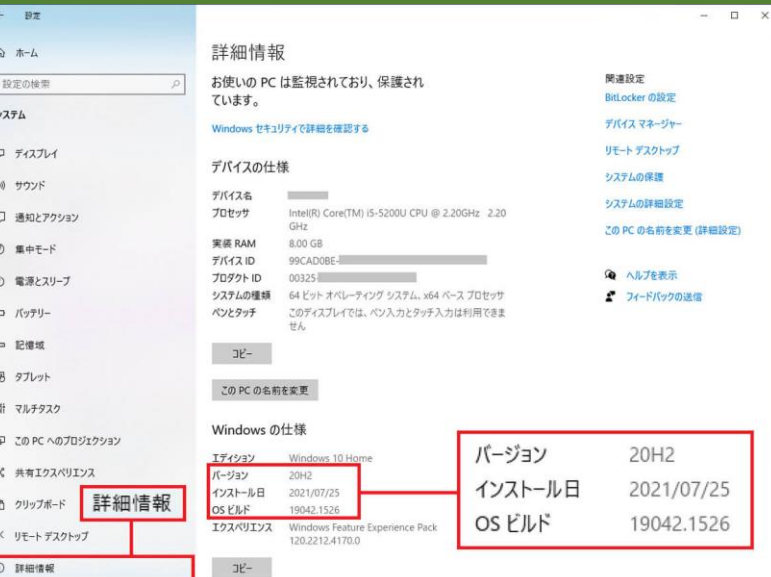 設定
ホーム
設定の検索
システム
ディスプレイ
サウンド
通知とアクション
集中モード
電源とスリープ
バッテリー
記憶域
タブレット
マルチタスク
この PC へのプロジェクション
共有エクスペリエンス
クリップボード
詳細情報
リモート デスクトップ
詳細情報
詳細情報
お使いの PC は監視されており、保護され
ています。
Windows セキュリティで詳細を確認する
デバイスの仕様
デバイス名
プロセッサ Intel(R) Core(TM) i5-5200U CPU @ 2.20GHz 2.20
GHz
実装 RAM 8.00 GB
デバイス ID 99CAD0BE-
プロダクト ID 00325-
システムの種類 64 ビット オペレーティング システム、x64 ベース プロセッサ
ペンとタッチ このディスプレイでは、ペン入力とタッチ入力は利用できま
せん
コピー
この PC の名前を変更
Windows の仕様
エディション Windows 10 Home
バージョン 20H2
インストール日 2021/07/25
OS ビルド 19042.1526
エクスペリエンス Windows Feature Experience Pack
120.2212.4170.0
コピー
関連設定
BitLocker の設定
デバイス マネージャー
リモート デスクトップ
システムの保護
システムの詳細設定
この PC の名前を変更 (詳細設定)
ヘルプを表示
フィードバックの送信
バージョン 20H2
インストール日 2021/07/25
OS ビルド 19042.1526